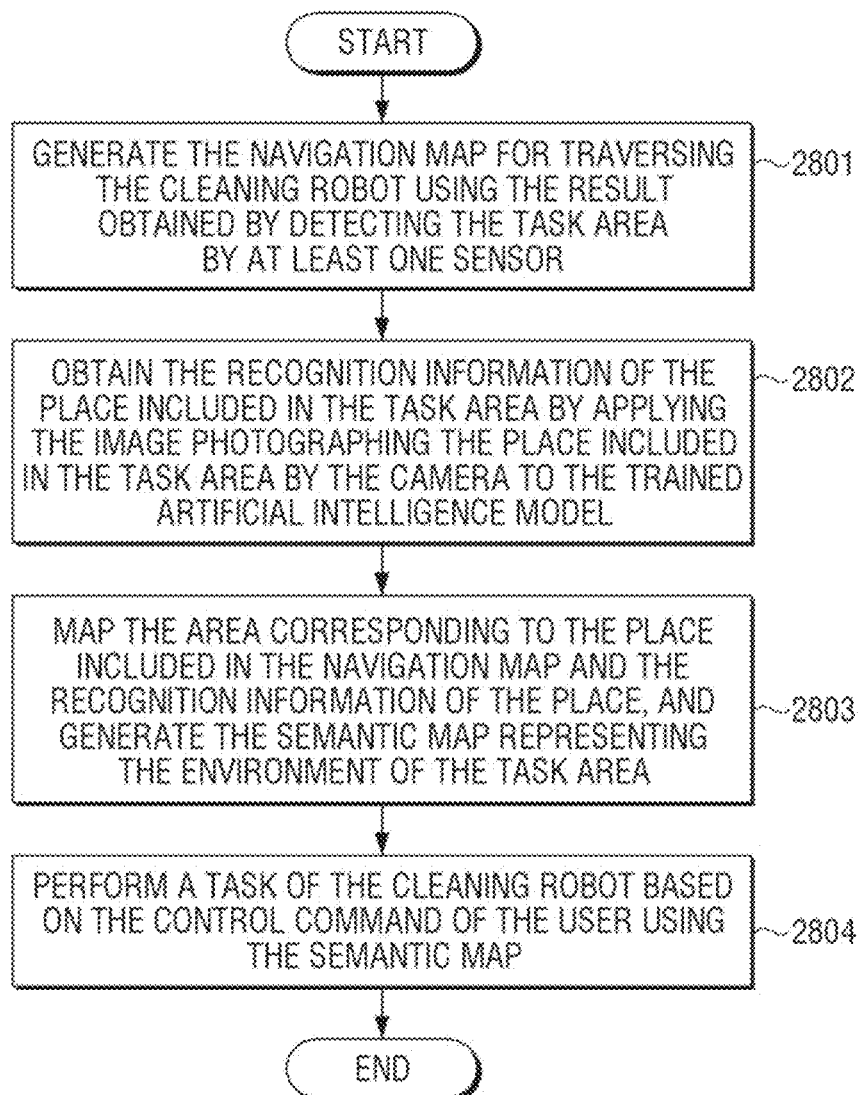 START
GENERATE THE NAVIGATION MAP FOR TRAVERSING
THE CLEANING ROBOT USING THE RESULT
OBTAINED BY DETECTING THE TASK AREA
BY AT LEAST ONE SENSOR
2801
OBTAIN THE RECOGNITION INFORMATION OF THE
PLACE INCLUDED IN THE TASK AREA BY APPLYING
THE IMAGE PHOTOGRAPHING THE PLACE INCLUDED
IN THE TASK AREA BY THE CAMERA TO THE TRAINED
ARTIFICIAL INTELLIGENCE MODEL
2802
MAP THE AREA CORRESPONDING TO THE PLACE
INCLUDED IN THE NAVIGATION MAP AND THE
RECOGNITION INFORMATION OF THE PLACE, AND
GENERATE THE SEMANTIC MAP REPRESENTING
THE ENVIRONMENT OF THE TASK AREA
2803
PERFORM A TASK OF THE CLEANING ROBOT BASED
ON THE CONTROL COMMAND OF THE USER USING
THE SEMANTIC MAP
2804
END